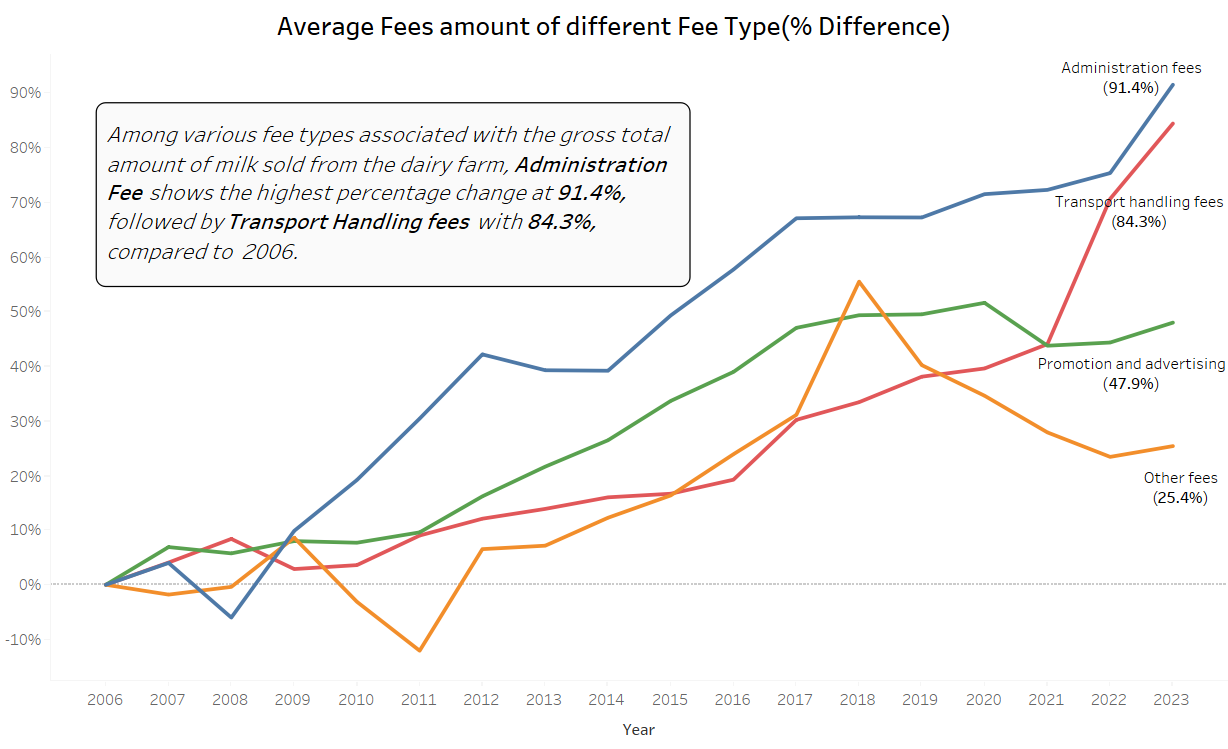 Average Fees amount of different Fee Type(% Difference)
Administration fees
(91.4%)
90%
Among various fee types associated with the gross total
amount of milk sold from the dairy farm, Administration
Fee shows the highest percentage change at 91.4%,
followed by Transport Handling fees with 84.3%,
compared to 2006.
80%
70%
Transport handling fees
(84.3%)
60%
50%
40%
Promotion and advertising
(47.9%)
30%
20%
Other fees
(25.4%)
10%
0%
-10%
2006 2007 2008 2009 2010 2011 2012 2013 2014 2015 2016 2017 2018 2019 2020 2021 2022 2023
Year